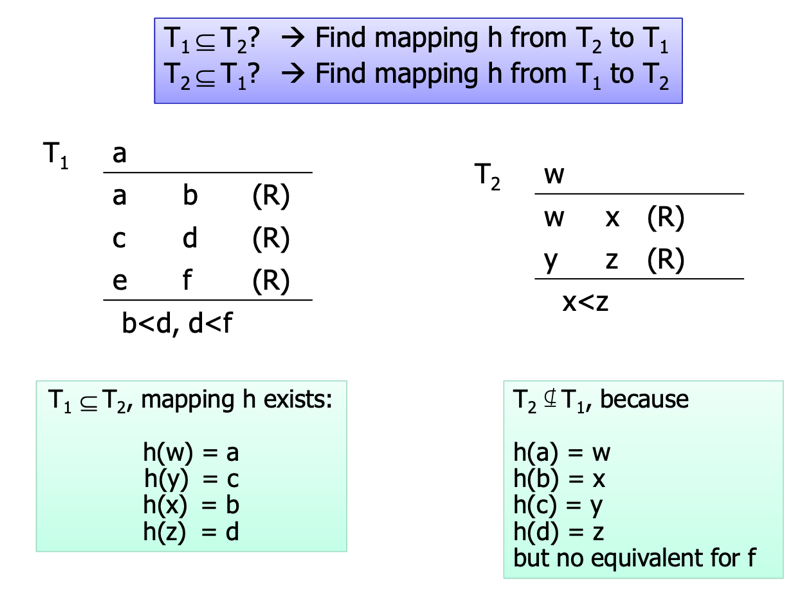 T₁ ⊆ T₂? → Find mapping h from T₂ to T₁
T₂ ⊆ T₁? → Find mapping h from T₁ to T₂
T₁ a
a b (R)
c d (R)
e f (R)
b<d, d<f
T₂ w
w x (R)
y z (R)
x<z
T₁ ⊆ T₂, mapping h exists:
h(w) = a
h(y) = c
h(x) = b
h(z) = d
T₂ ⊈ T₁, because
h(a) = w
h(b) = x
h(c) = y
h(d) = z
but no equivalent for f